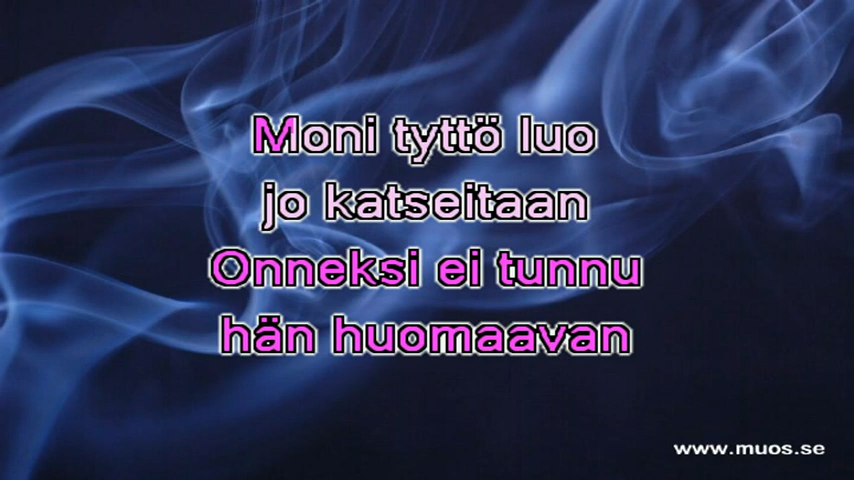 Moni tyttö luo
jo katseitaan
Onneksi ei tunnu
hän huomaavan
www.muos.se